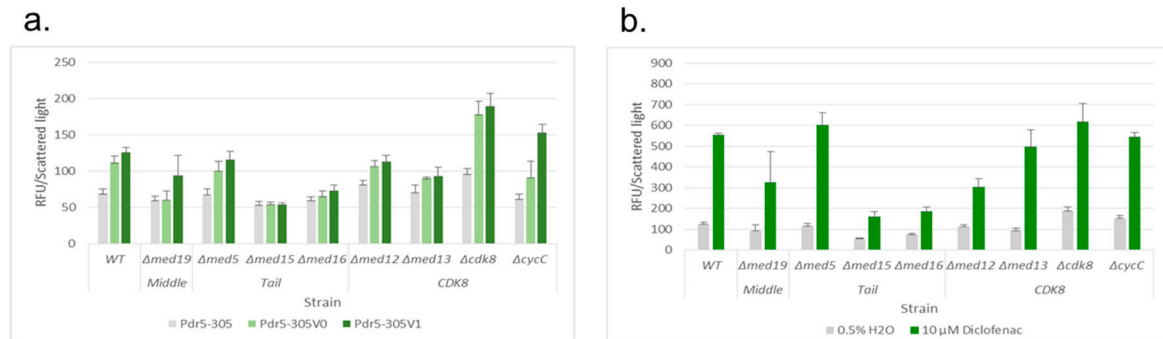 a.
250
200
150
100
50
0
RFU/Scattered light
WT Δmed19 Δmed5 Δmed15 Δmed16 Δmed12 Δmed13 Δcdk8 ΔcycC
Middle Tail CDK8
Strain
Pdr5-305 Pdr5-305V0 Pdr5-305V1
b.
900
800
700
600
500
400
300
200
100
0
RFU/Scattered light
WT Δmed19 Δmed5 Δmed15 Δmed16 Δmed12 Δmed13 Δcdk8 ΔcycC
Middle Tail CDK8
Strain
0.5% H2O 10 µM Diclofenac